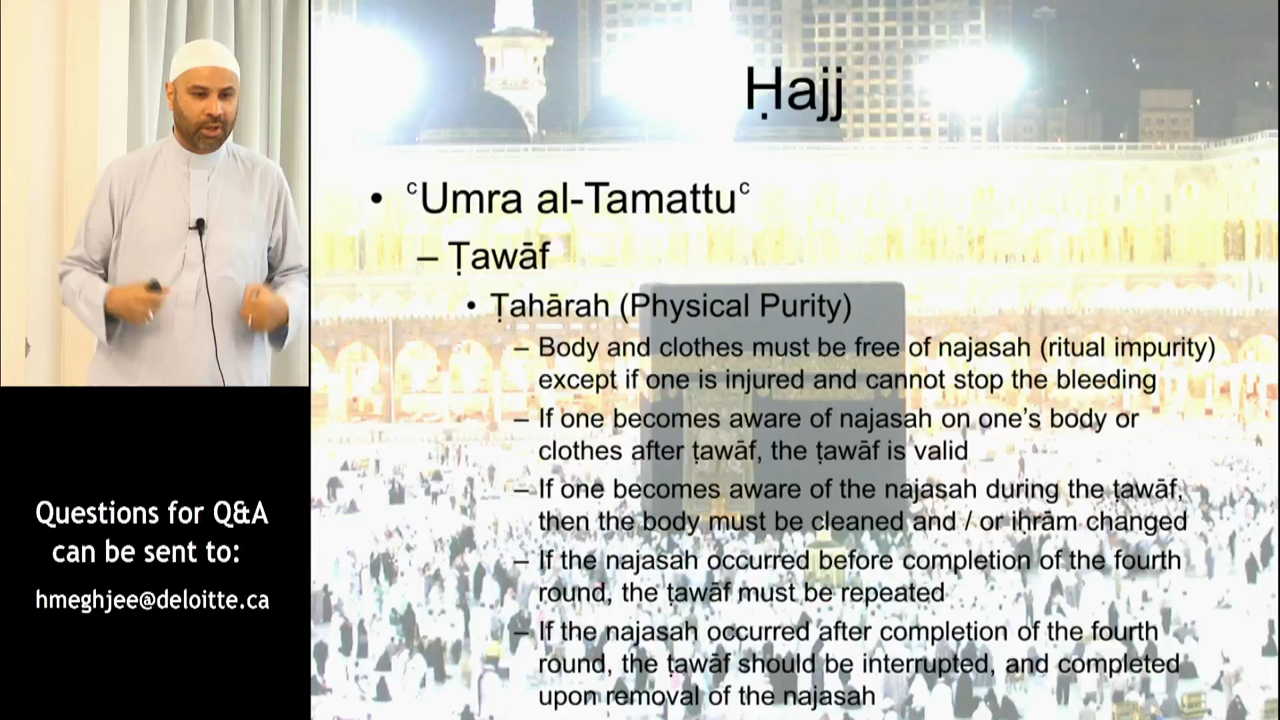 Ḥajj
• ᶜUmra al-Tamattuᶜ
– Ṭawāf
• Ṭahārah (Physical Purity)
– Body and clothes must be free of najasah (ritual impurity)
except if one is injured and cannot stop the bleeding
– If one becomes aware of najasah on one's body or
clothes after ṭawāf, the ṭawāf is valid
– If one becomes aware of the najasah during the ṭawāf,
then the body must be cleaned and / or iḥrām changed
– If the najasah occurred before completion of the fourth
round, the ṭawāf must be repeated
– If the najasah occurred after completion of the fourth
round, the ṭawāf should be interrupted, and completed
upon removal of the najasah
Questions for Q&A
can be sent to:
hmeghjee@deloitte.ca